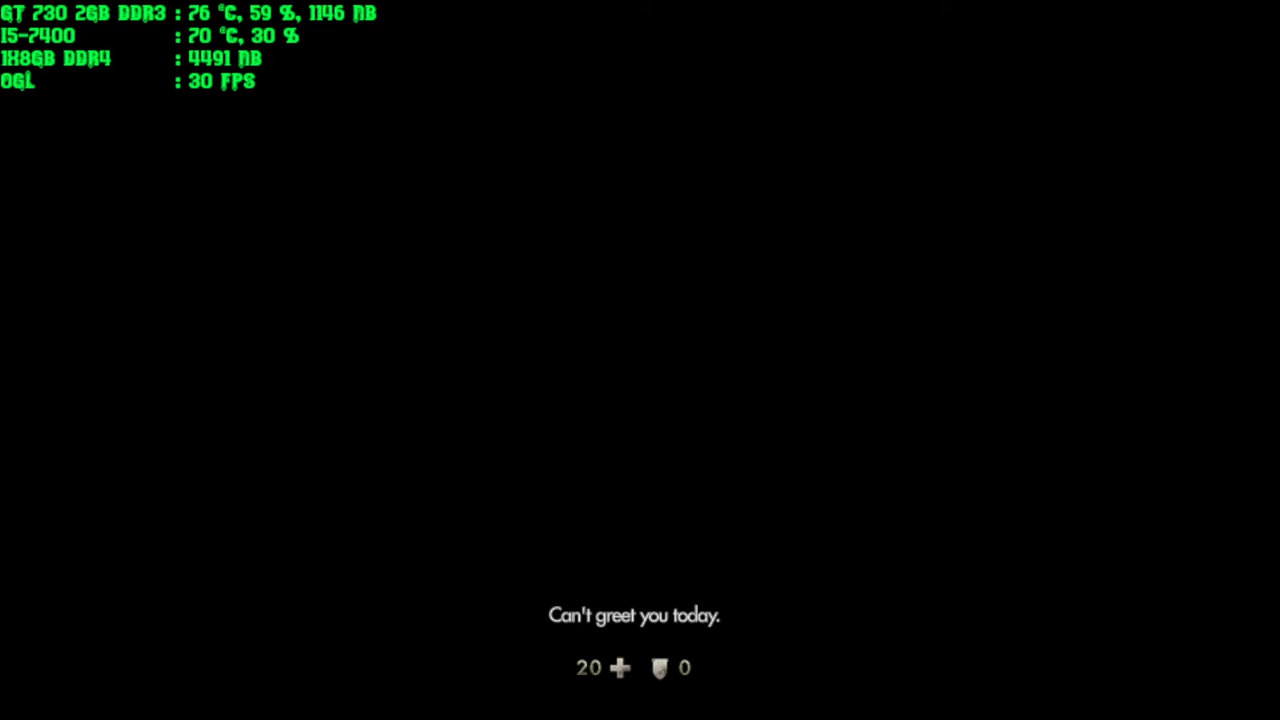 GT 730 2GB DDR3 : 76 °C, 59 %, 1146 MB
I5-7400 : 70 °C, 30 %
1X8GB DDR4 : 4491 MB
OGL : 30 FPS
Can't greet you today.
20 0